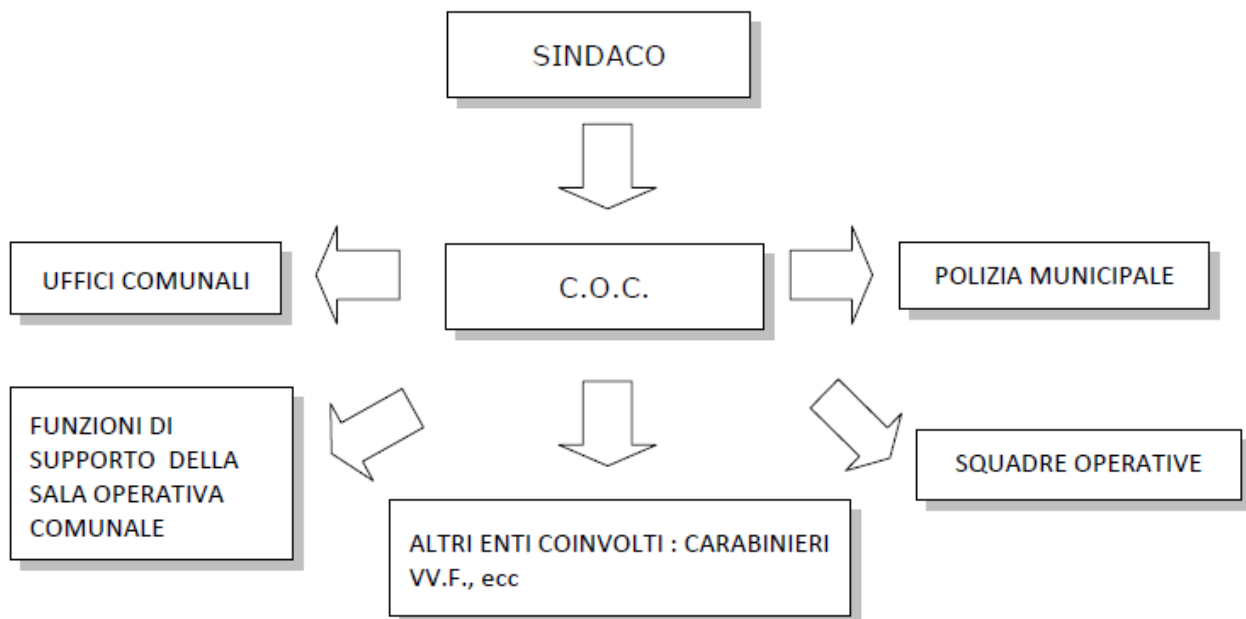 SINDACO
UFFICI COMUNALI
C.O.C.
POLIZIA MUNICIPALE
FUNZIONI DI
SUPPORTO DELLA
SALA OPERATIVA
COMUNALE
ALTRI ENTI COINVOLTI : CARABINIERI
VV.F., ecc
SQUADRE OPERATIVE